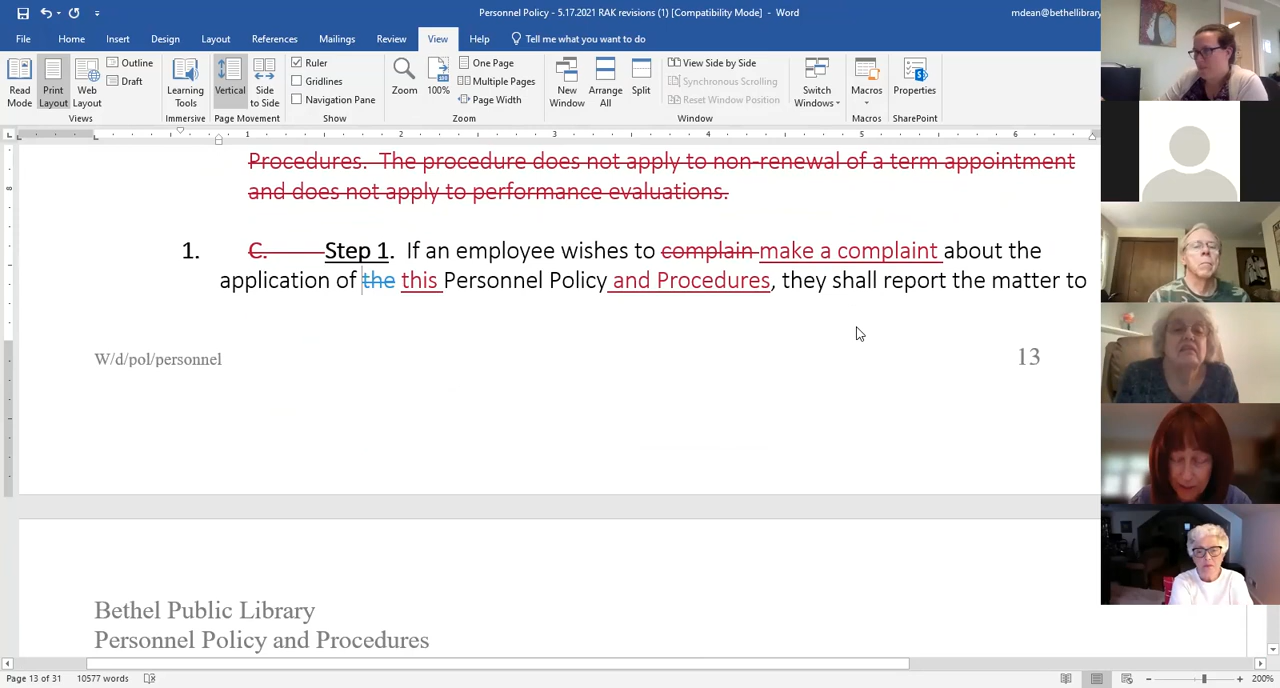 Personnel Policy - 5.17.2021 RAK revisions (1) [Compatibility Mode] - Word
mdean@bethellibrary
File Home Insert Design Layout References Mailings Review View Help Tell me what you want to do
Read Mode
Print Layout
Web Layout
Outline
Draft
Views
Learning Tools
Immersive
Vertical
Side to Side
Page Movement
Ruler
Gridlines
Navigation Pane
Show
Zoom
100%
One Page
Multiple Pages
Page Width
Zoom
New Window
Arrange All
Split
View Side by Side
Synchronous Scrolling
Reset Window Position
Switch Windows
Window
Macros
Macros
Properties
SharePoint
1 2 3 4 5 6
Procedures. The procedure does not apply to non-renewal of a term appointment
and does not apply to performance evaluations.
1. C. Step 1. If an employee wishes to complain make a complaint about the
application of the this Personnel Policy and Procedures, they shall report the matter to
W/d/pol/personnel 13
Bethel Public Library
Personnel Policy and Procedures
Page 13 of 31 10577 words 200%